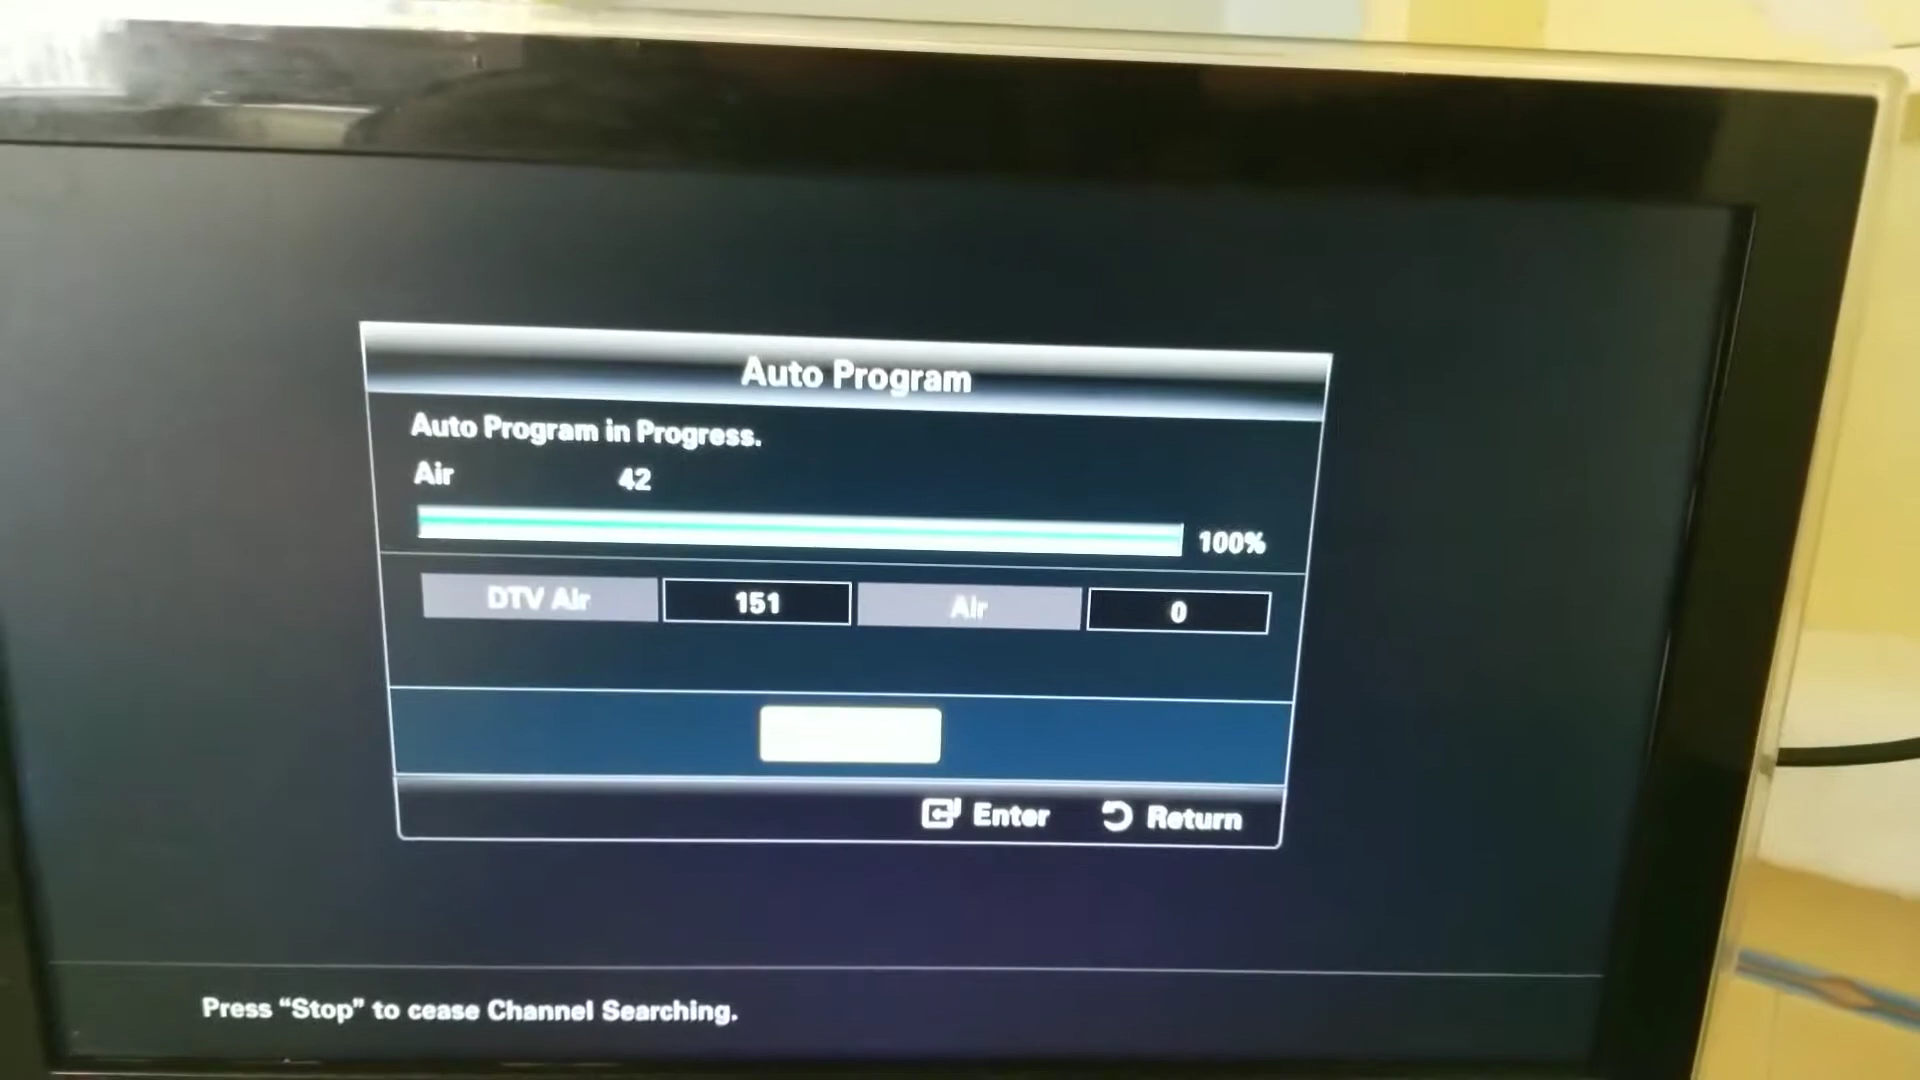 Auto Program
Auto Program in Progress.
Air 42
100%
DTV Air 151 Air 0
Enter Return
Press “Stop” to cease Channel Searching.